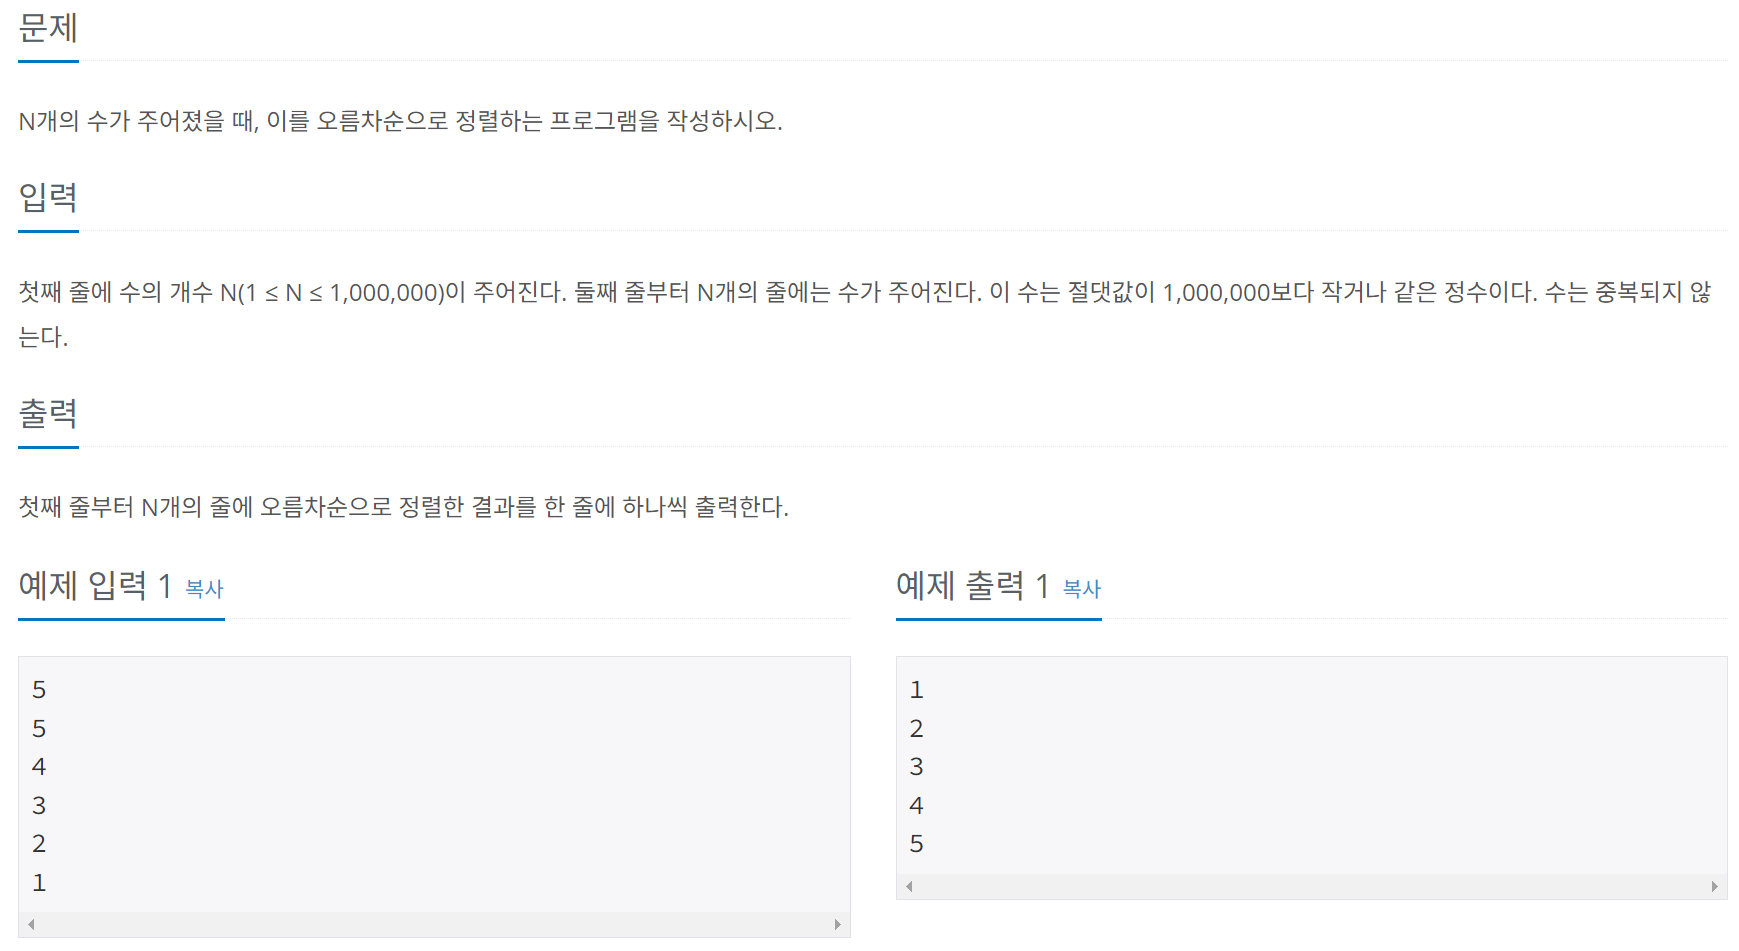 문제
N개의 수가 주어졌을 때, 이를 오름차순으로 정렬하는 프로그램을 작성하시오.
입력
첫째 줄에 수의 개수 N(1 ≤ N ≤ 1,000,000)이 주어진다. 둘째 줄부터 N개의 줄에는 수가 주어진다. 이 수는 절댓값이 1,000,000보다 작거나 같은 정수이다. 수는 중복되지 않
는다.
출력
첫째 줄부터 N개의 줄에 오름차순으로 정렬한 결과를 한 줄에 하나씩 출력한다.
예제 입력 1 복사
5
5
4
3
2
1
예제 출력 1 복사
1
2
3
4
5